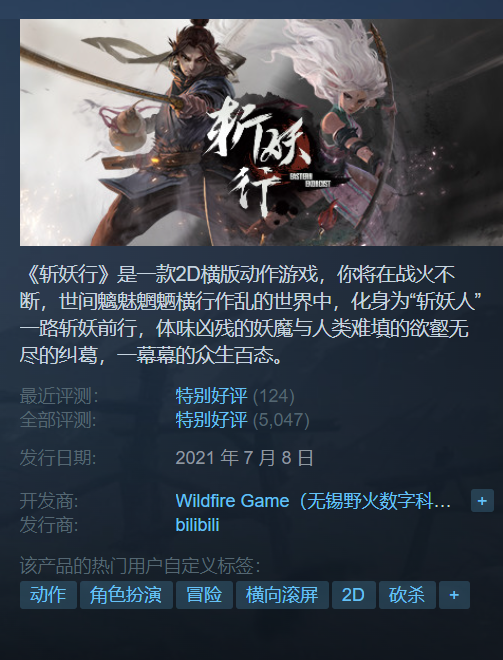 斩妖
行
EASTERN
EXORCIST
《斩妖行》是一款2D横版动作游戏，你将在战火不
断，世间魑魅魍魉横行作乱的世界中，化身为“斩妖人”
一路斩妖前行，体味凶残的妖魔与人类难填的欲壑无
尽的纠葛，一幕幕的众生百态。
最近评测： 特别好评 (124)
全部评测： 特别好评 (5,047)
发行日期： 2021 年 7 月 8 日
开发商： Wildfire Game（无锡野火数字科... +
发行商： bilibili
该产品的热门用户自定义标签：
动作 角色扮演 冒险 横向滚屏 2D 砍杀 +